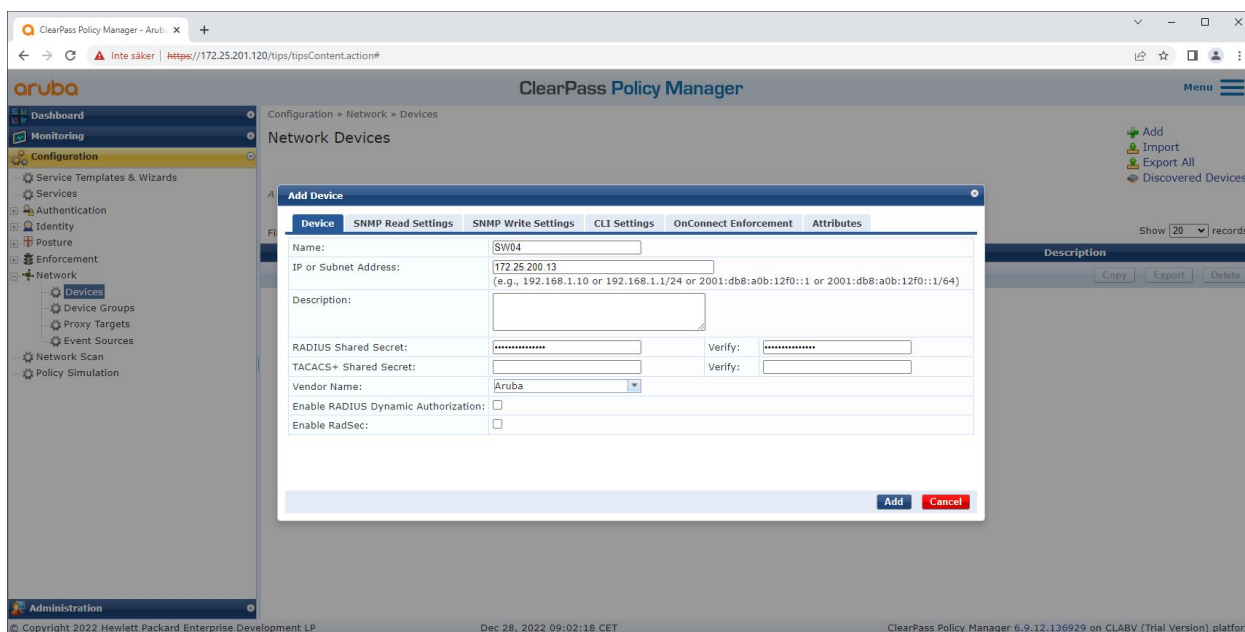 ClearPass Policy Manager - Arub
Inte säker | https://172.25.201.120/tips/tipsContent.action#
aruba
ClearPass Policy Manager
Menu
Dashboard
Monitoring
Configuration
Service Templates & Wizards
Services
Authentication
Identity
Posture
Enforcement
Network
Devices
Device Groups
Proxy Targets
Event Sources
Network Scan
Policy Simulation
Administration
Configuration » Network » Devices
Network Devices
Add
Import
Export All
Discovered Devices
A
Fil
Show 20 records
Description
Copy Export Delete
Add Device
Device SNMP Read Settings SNMP Write Settings CLI Settings OnConnect Enforcement Attributes
Name: SW04
IP or Subnet Address: 172.25.200.13
(e.g., 192.168.1.10 or 192.168.1.1/24 or 2001:db8:a0b:12f0::1 or 2001:db8:a0b:12f0::1/64)
Description:
RADIUS Shared Secret: ••••••••••••••• Verify: •••••••••••••••
TACACS+ Shared Secret: Verify:
Vendor Name: Aruba
Enable RADIUS Dynamic Authorization:
Enable RadSec:
Add Cancel
© Copyright 2022 Hewlett Packard Enterprise Development LP Dec 28, 2022 09:02:18 CET ClearPass Policy Manager 6.9.12.136929 on CLABV (Trial Version) platfor